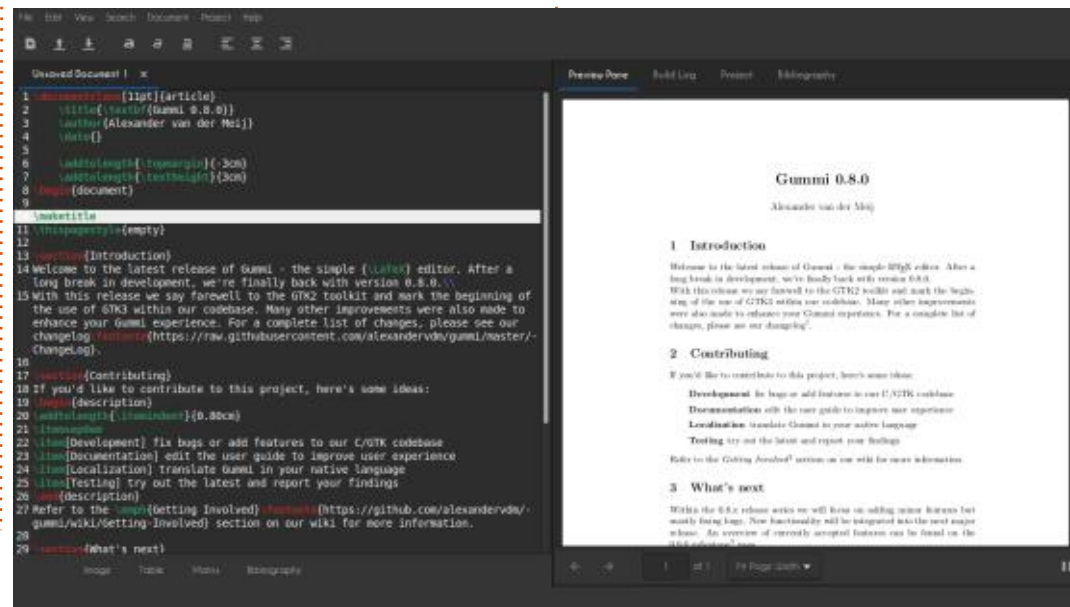 File Edit View Search Document Project Help
Unsaved Document 1 ×
Preview Pane Build Log Project Bibliography
1 \documentclass[11pt]{article}
2 \title{\textbf{Gummi 0.8.0}}
3 \author{Alexander van der Meij}
4 \date{}
5
6 \addtolength{\topmargin}{-3cm}
7 \addtolength{\textheight}{3cm}
8 \begin{document}
9
\maketitle
11 \thispagestyle{empty}
12
13 \section{Introduction}
14 Welcome to the latest release of Gummi - the simple {\LaTeX} editor. After a
long break in development, we're finally back with version 0.8.0.\\
15 With this release we say farewell to the GTK2 toolkit and mark the beginning of
the use of GTK3 within our codebase. Many other improvements were also made to
enhance your Gummi experience. For a complete list of changes, please see our
changelog\footnote{https://raw.githubusercontent.com/alexandervdm/gummi/master/-
ChangeLog}.
16
17 \section{Contributing}
18 If you'd like to contribute to this project, here's some ideas:
19 \begin{description}
20 \addtolength{\itemindent}{0.80cm}
21 \itemsep0em
22 \item[Development] fix bugs or add features to our C/GTK codebase
23 \item[Documentation] edit the user guide to improve user experience
24 \item[Localization] translate Gummi in your native language
25 \item[Testing] try out the latest and report your findings
26 \end{description}
27 Refer to the \emph{Getting Involved}\footnote{https://github.com/alexandervdm/-
gummi/wiki/Getting-Involved} section on our wiki for more information.
28
29 \section{What's next}
Image Table Maths Bibliography
Gummi 0.8.0
Alexander van der Meij
1 Introduction
Welcome to the latest release of Gummi - the simple LATEX editor. After a
long break in development, we're finally back with version 0.8.0.
With this release we say farewell to the GTK2 toolkit and mark the begin-
ning of the use of GTK3 within our codebase. Many other improvements
were also made to enhance your Gummi experience. For a complete list of
changes, please see our changelog¹.
2 Contributing
If you'd like to contribute to this project, here's some ideas:
Development fix bugs or add features to our C/GTK codebase
Documentation edit the user guide to improve user experience
Localization translate Gummi in your native language
Testing try out the latest and report your findings
Refer to the Getting Involved² section on our wiki for more information.
3 What's next
Within the 0.8.x release series we will focus on adding minor features but
mostly fixing bugs. New functionality will be integrated into the next major
release. An overview of currently accepted features can be found on the
1 of 1 Fit Page Width